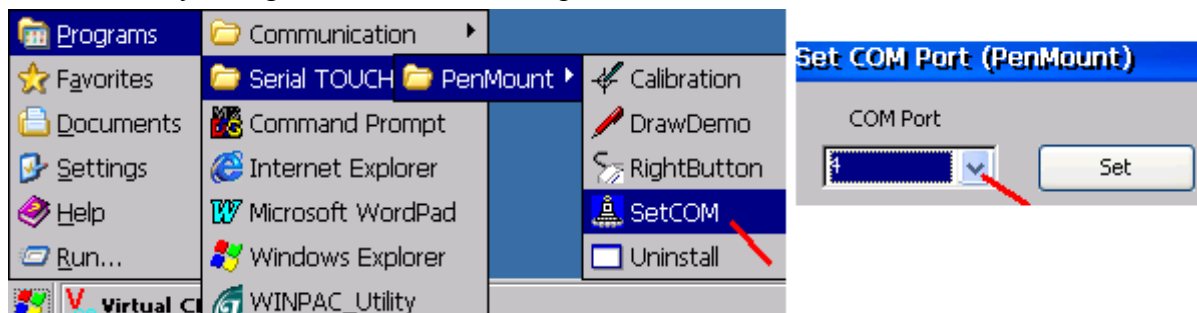 Programs
Favorites
Documents
Settings
Help
Run...
Virtual C
Communication
Serial TOUCH
Command Prompt
Internet Explorer
Microsoft WordPad
Windows Explorer
WINPAC_Utility
PenMount
Calibration
DrawDemo
RightButton
SetCOM
Uninstall
Set COM Port (PenMount)
COM Port
4
Set